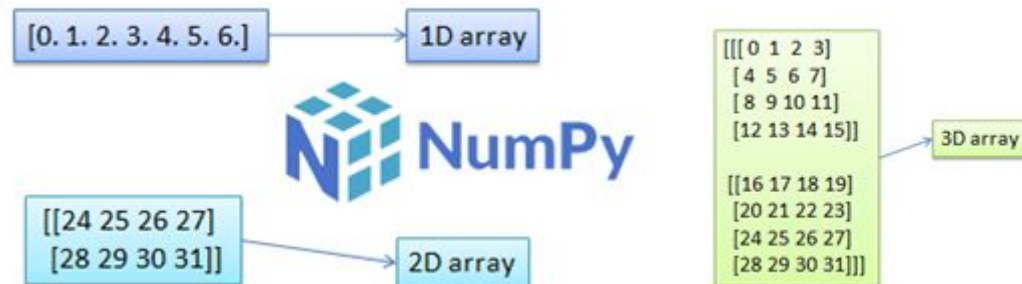 [0. 1. 2. 3. 4. 5. 6.]
1D array
NumPy
[[24 25 26 27]
[28 29 30 31]]
2D array
[[[ 0 1 2 3]
[ 4 5 6 7]
[ 8 9 10 11]
[12 13 14 15]]
[[16 17 18 19]
[20 21 22 23]
[24 25 26 27]
[28 29 30 31]]]
3D array